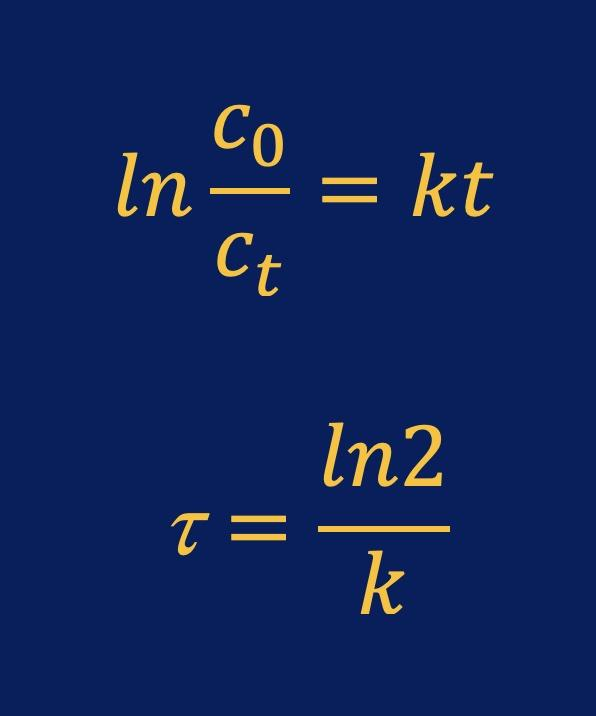 ln c₀/cₜ = kt
τ = ln2/k